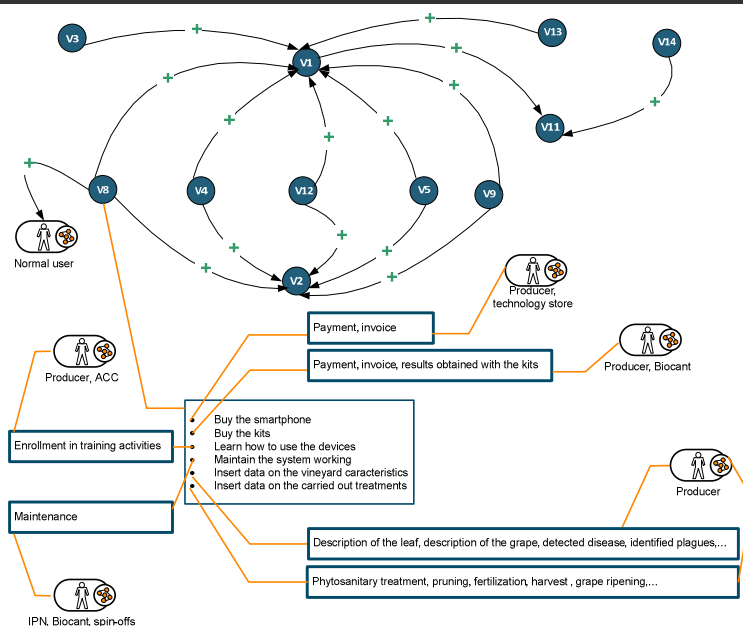 V3
V13
V14
V1
V11
V8
V4
V12
V5
V9
Normal user
V2
Producer,
technology store
Payment, invoice
Payment, invoice, results obtained with the kits
Producer, Biocant
Producer, ACC
Buy the smartphone
Buy the kits
Enrollment in training activities
Learn how to use the devices
Maintain the system working
Insert data on the vineyard caracteristics
Insert data on the carried out treatments
Producer
Maintenance
Description of the leaf, description of the grape, detected disease, identified plagues,...
Phytosanitary treatment, pruning, fertilization, harvest , grape ripening,...
IPN, Biocant, spin-offs